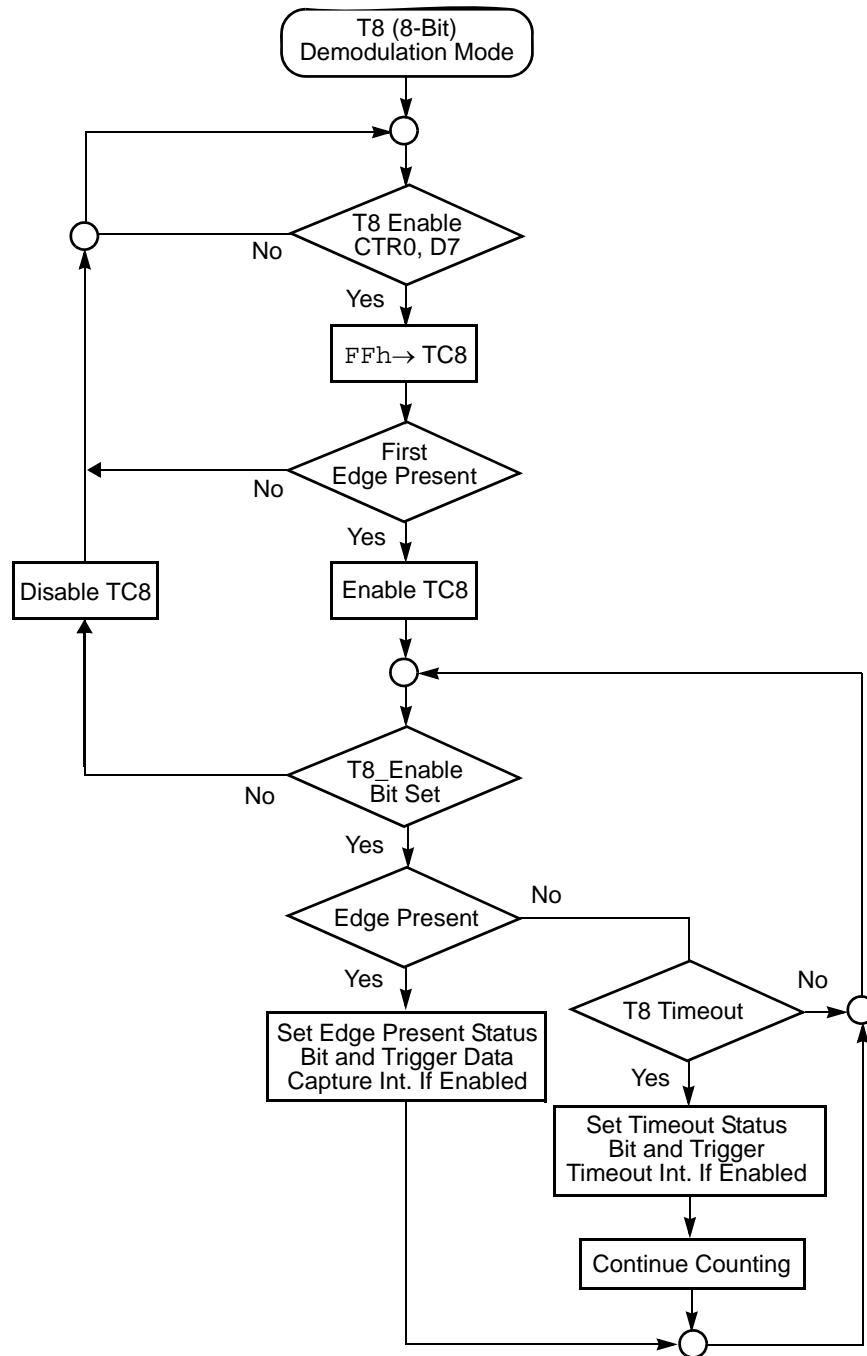 T8 (8-Bit)
Demodulation Mode
T8 Enable
CTR0, D7
No
Yes
FFh→ TC8
First
Edge Present
No
Yes
Disable TC8
Enable TC8
T8_Enable
Bit Set
No
Yes
Edge Present
No
Yes
T8 Timeout
No
Set Edge Present Status
Bit and Trigger Data
Capture Int. If Enabled
Yes
Set Timeout Status
Bit and Trigger
Timeout Int. If Enabled
Continue Counting